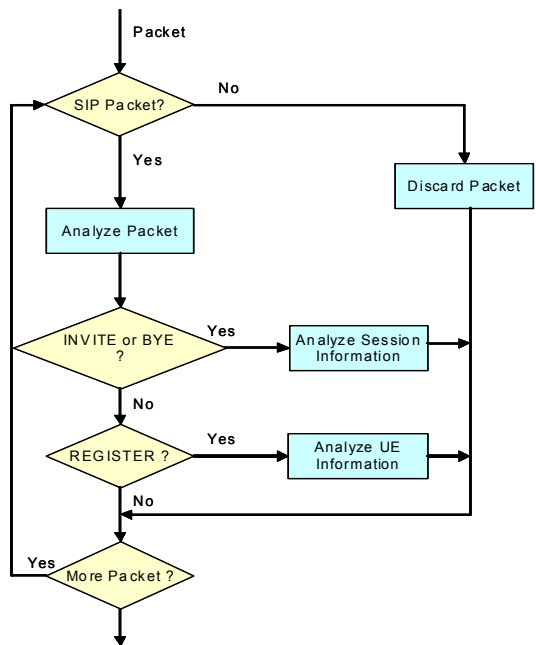 Packet
SIP Packet?
No
Yes
Discard Packet
Analyze Packet
INVITE or BYE
?
Yes
Analyze Session
Information
No
REGISTER ?
Yes
Analyze UE
Information
No
Yes
More Packet ?